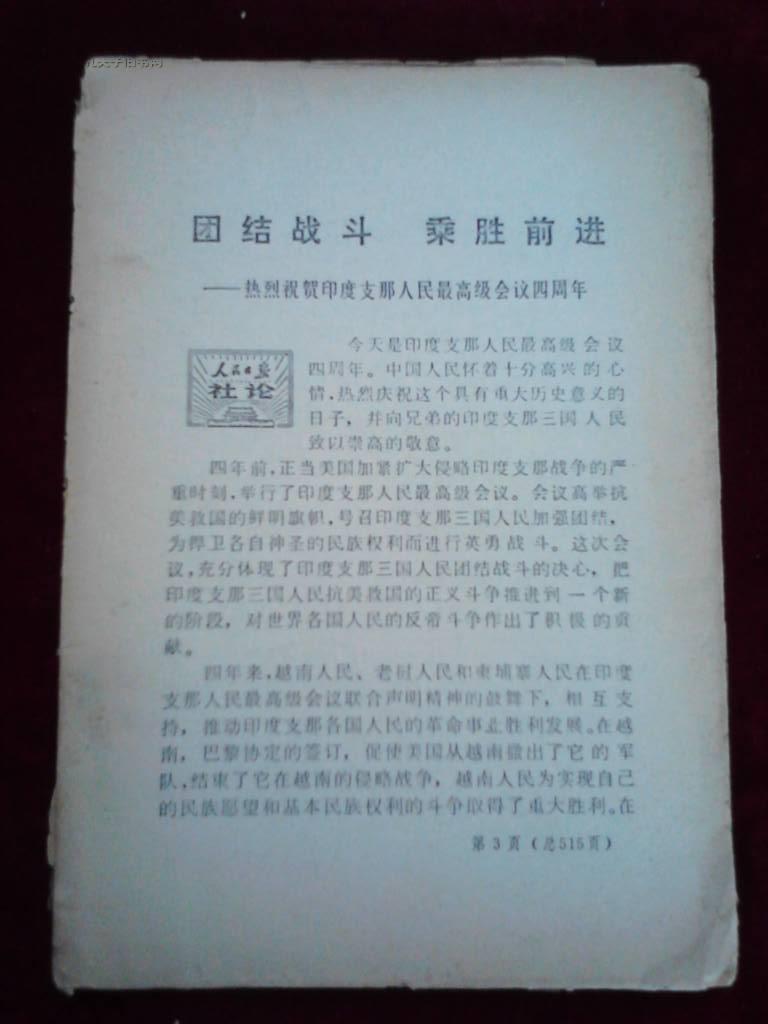 孔夫子旧书网
团结战斗 乘胜前进
——热烈祝贺印度支那人民最高级会议四周年
人民日报
社论
今天是印度支那人民最高级会议
四周年。中国人民怀着十分高兴的心
情，热烈庆祝这个具有重大历史意义的
日子，并向兄弟的印度支那三国人民
致以崇高的敬意。
四年前，正当美国加紧扩大侵略印度支那战争的严
重时刻，举行了印度支那人民最高级会议。会议高举抗
美救国的鲜明旗帜，号召印度支那三国人民加强团结，
为捍卫各自神圣的民族权利而进行英勇战斗。这次会
议，充分体现了印度支那三国人民团结战斗的决心，把
印度支那三国人民抗美救国的正义斗争推进到一个新
的阶段，对世界各国人民的反帝斗争作出了积极的贡
献。
四年来，越南人民、老挝人民和柬埔寨人民在印度
支那人民最高级会议联合声明精神的鼓舞下，相互支
持，推动印度支那各国人民的革命事业胜利发展。在越
南，巴黎协定的签订，促使美国从越南撤出了它的军
队，结束了它在越南的侵略战争，越南人民为实现自己
的民族愿望和基本民族权利的斗争取得了重大胜利。在
第3页（总515页）